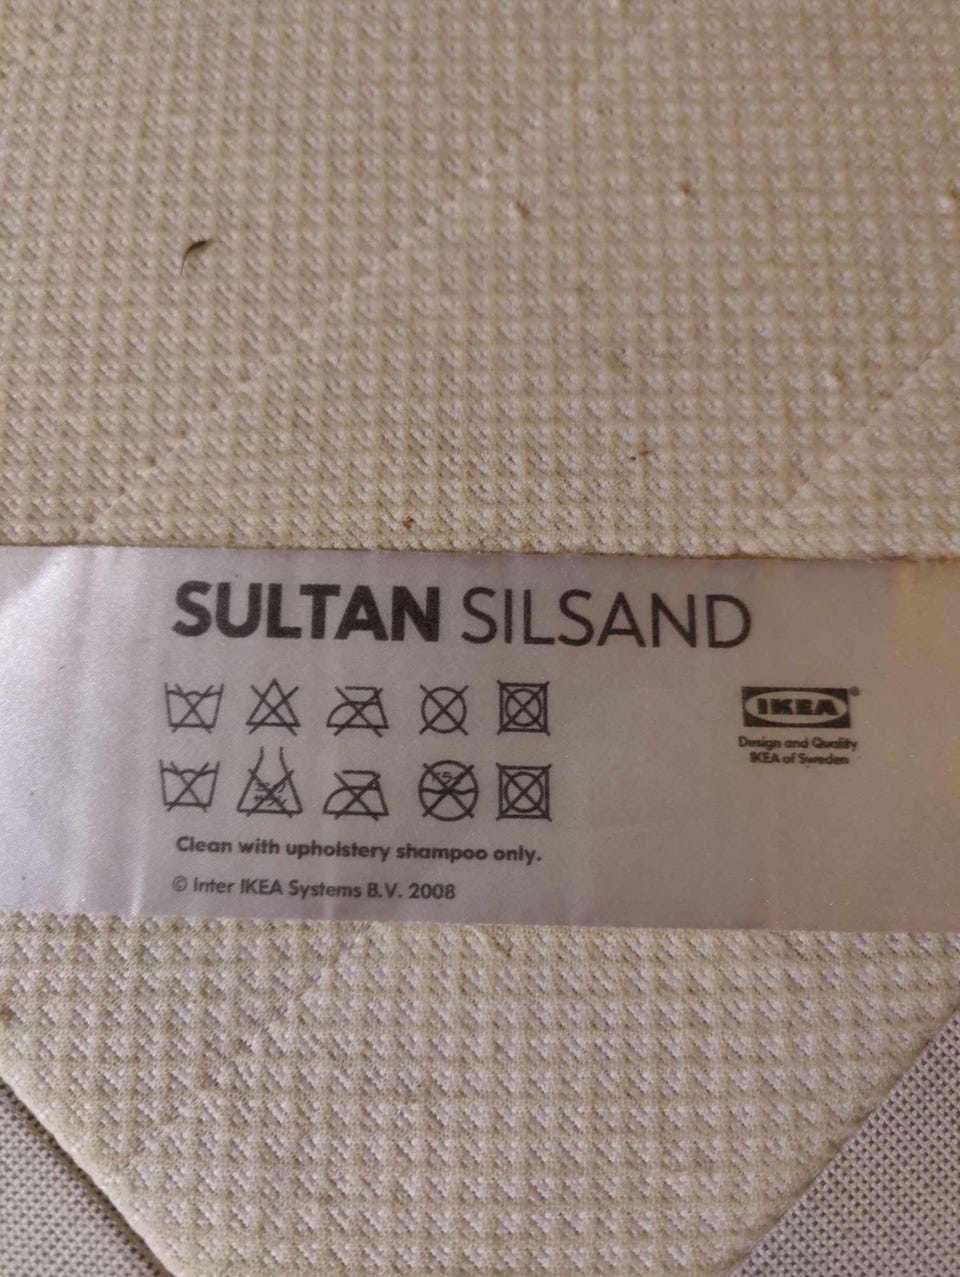 SULTAN SILSAND
IKEA®
Design and Quality
IKEA of Sweden
Clean with upholstery shampoo only.
© Inter IKEA Systems B.V. 2008